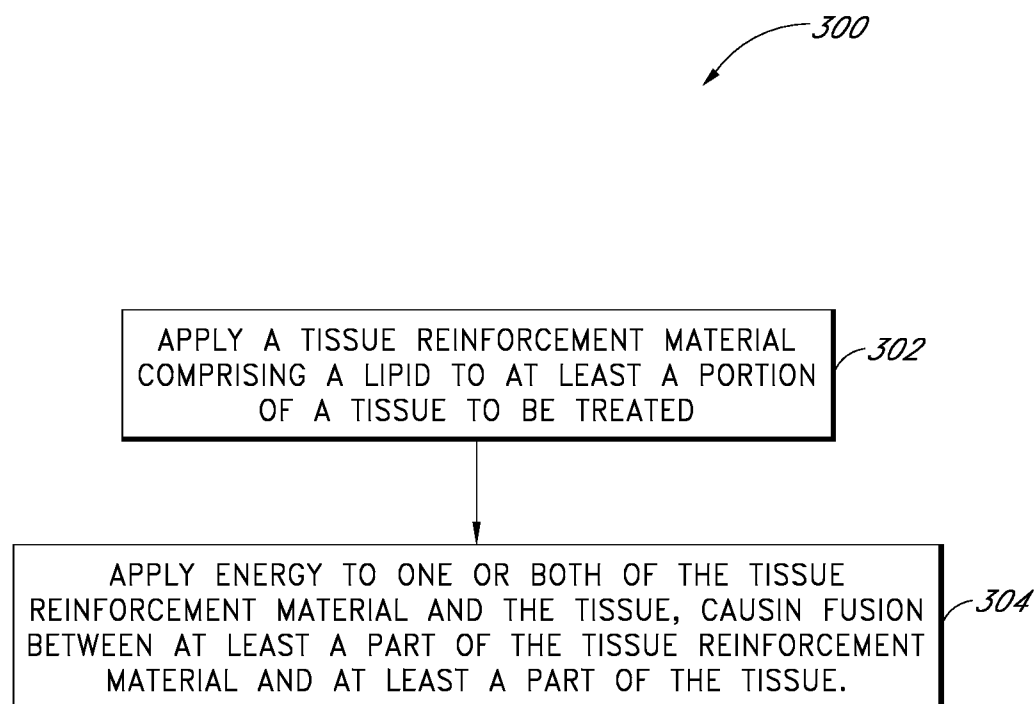 300
APPLY A TISSUE REINFORCEMENT MATERIAL
COMPRISING A LIPID TO AT LEAST A PORTION
OF A TISSUE TO BE TREATED
302
APPLY ENERGY TO ONE OR BOTH OF THE TISSUE
REINFORCEMENT MATERIAL AND THE TISSUE, CAUSIN FUSION
BETWEEN AT LEAST A PART OF THE TISSUE REINFORCEMENT
MATERIAL AND AT LEAST A PART OF THE TISSUE.
304